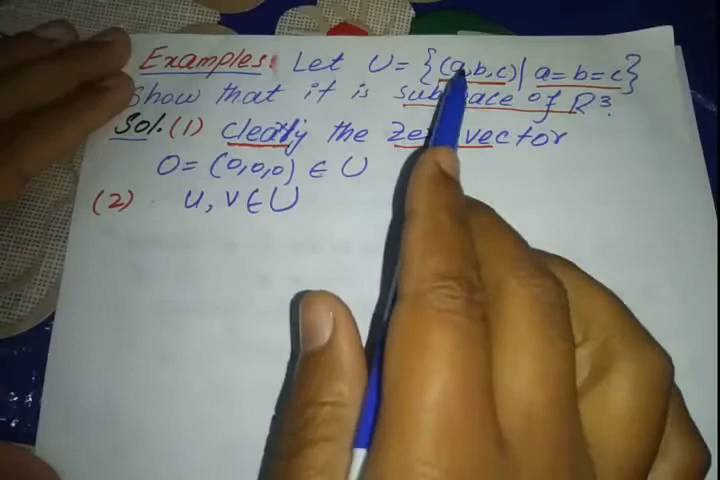 Examples: Let U = {(a,b,c) | a = b = c}
Show that it is subspace of R³.
Sol. (1) clearly the zero vector
0 = (0,0,0) ∈ U
(2) u, v ∈ U